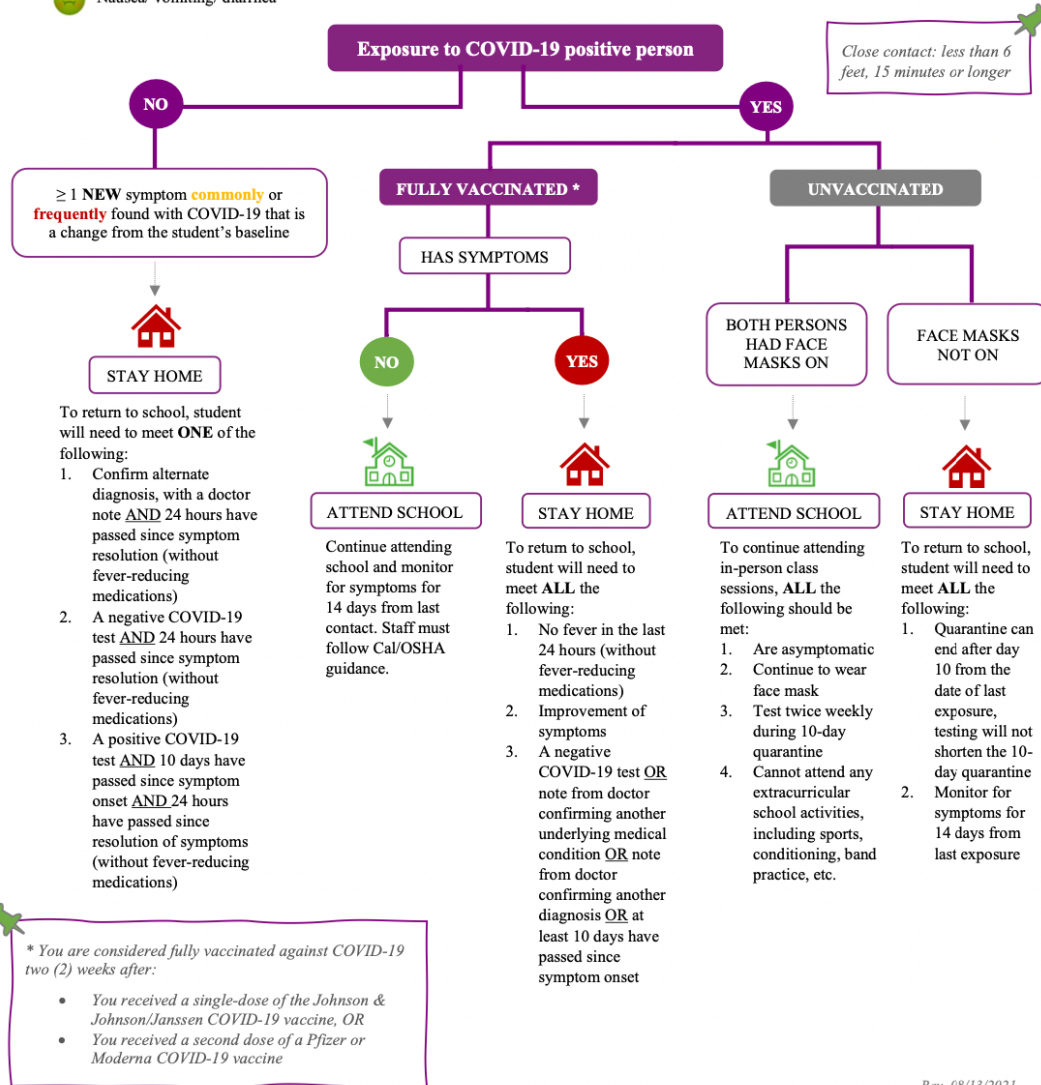 Nausea/ vomiting/ diarrhea
Exposure to COVID-19 positive person
Close contact: less than 6
feet, 15 minutes or longer
NO
YES
≥ 1 NEW symptom commonly or
frequently found with COVID-19 that is
a change from the student's baseline
STAY HOME
To return to school, student
will need to meet ONE of the
following:
1. Confirm alternate
diagnosis, with a doctor
note AND 24 hours have
passed since symptom
resolution (without
fever-reducing
medications)
2. A negative COVID-19
test AND 24 hours have
passed since symptom
resolution (without
fever-reducing
medications)
3. A positive COVID-19
test AND 10 days have
passed since symptom
onset AND 24 hours
have passed since
resolution of symptoms
(without fever-reducing
medications)
FULLY VACCINATED *
HAS SYMPTOMS
NO
ATTEND SCHOOL
Continue attending
school and monitor
for symptoms for
14 days from last
contact. Staff must
follow Cal/OSHA
guidance.
YES
STAY HOME
To return to school,
student will need to
meet ALL the
following:
1. No fever in the last
24 hours (without
fever-reducing
medications)
2. Improvement of
symptoms
3. A negative
COVID-19 test OR
note from doctor
confirming another
underlying medical
condition OR note
from doctor
confirming another
diagnosis OR at
least 10 days have
passed since
symptom onset
UNVACCINATED
BOTH PERSONS
HAD FACE
MASKS ON
ATTEND SCHOOL
To continue attending
in-person class
sessions, ALL the
following should be
met:
1. Are asymptomatic
2. Continue to wear
face mask
3. Test twice weekly
during 10-day
quarantine
4. Cannot attend any
extracurricular
school activities,
including sports,
conditioning, band
practice, etc.
FACE MASKS
NOT ON
STAY HOME
To return to school,
student will need to
meet ALL the
following:
1. Quarantine can
end after day
10 from the
date of last
exposure,
testing will not
shorten the 10-
day quarantine
2. Monitor for
symptoms for
14 days from
last exposure
* You are considered fully vaccinated against COVID-19
two (2) weeks after:
• You received a single-dose of the Johnson &
Johnson/Janssen COVID-19 vaccine, OR
• You received a second dose of a Pfizer or
Moderna COVID-19 vaccine
Rev. 08/13/2021